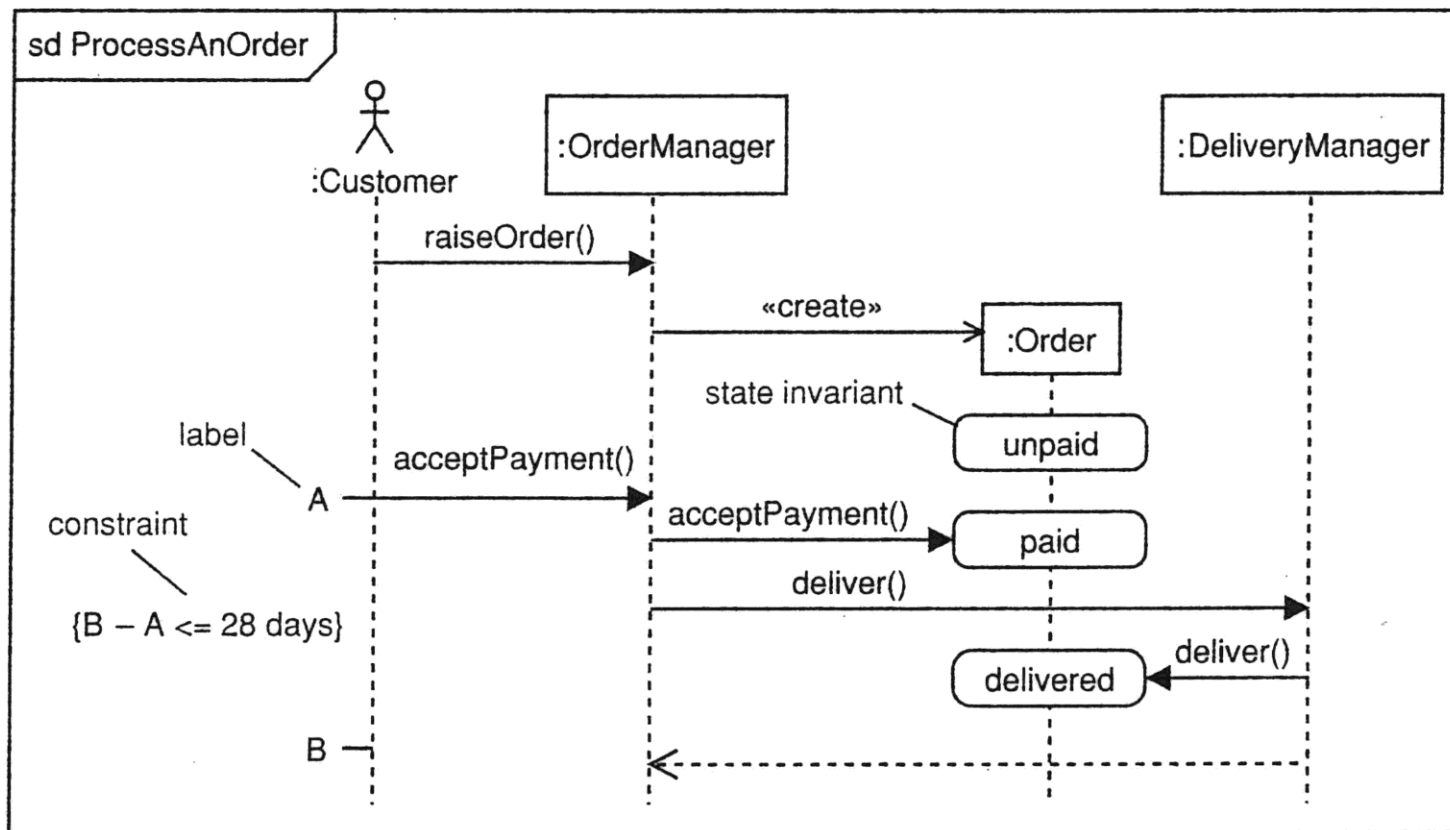 sd ProcessAnOrder
:Customer
:OrderManager
:DeliveryManager
raiseOrder()
«create»
:Order
state invariant
unpaid
label
A
acceptPayment()
constraint
acceptPayment()
paid
{B – A <= 28 days}
deliver()
delivered
deliver()
B